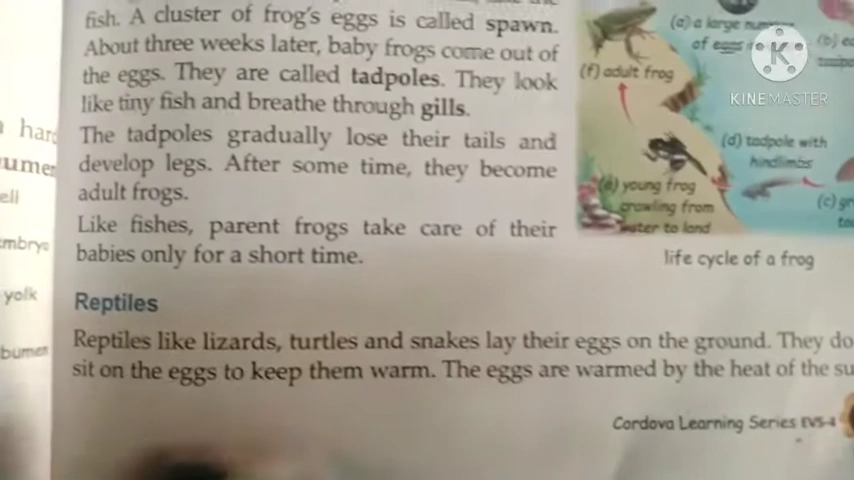 fish. A cluster of frog's eggs is called spawn.
About three weeks later, baby frogs come out of
the eggs. They are called tadpoles. They look
like tiny fish and breathe through gills.
The tadpoles gradually lose their tails and
develop legs. After some time, they become
adult frogs.
Like fishes, parent frogs take care of their
babies only for a short time.
(a) a large
of eggs
(b)
(f) adult frog
(d) tadpole with
hindlimbs
(e) young frog
crawling from
water to land
(c)
life cycle of a frog
Reptiles
Reptiles like lizards, turtles and snakes lay their eggs on the ground. They do
sit on the eggs to keep them warm. The eggs are warmed by the heat of the su
Cordova Learning Series EVS-4
KINEMASTER
har
ell
yolk